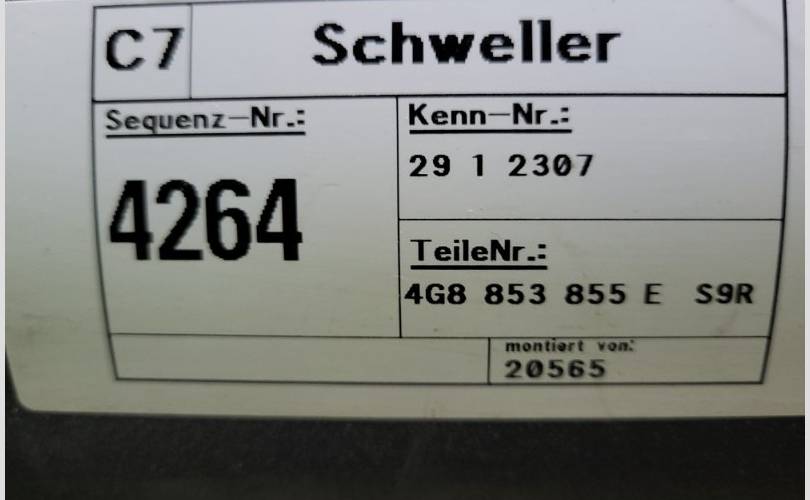 C7 Schweller
Sequenz-Nr.:
4264
Kenn-Nr.:
29 1 2307
TeileNr.:
4G8 853 855 E S9R
montiert von:
20565